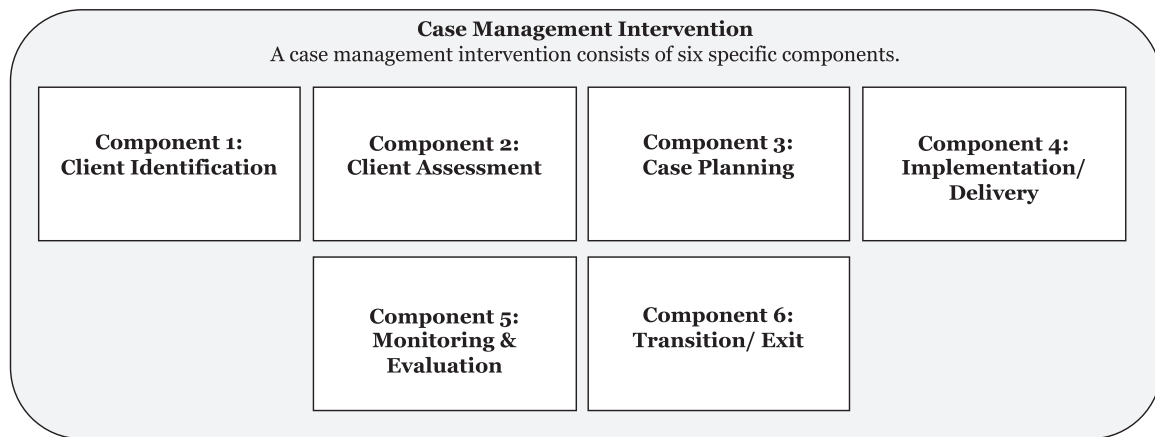 Case Management Intervention
A case management intervention consists of six specific components.
Component 1:
Client Identification
Component 2:
Client Assessment
Component 3:
Case Planning
Component 4:
Implementation/
Delivery
Component 5:
Monitoring &
Evaluation
Component 6:
Transition/ Exit